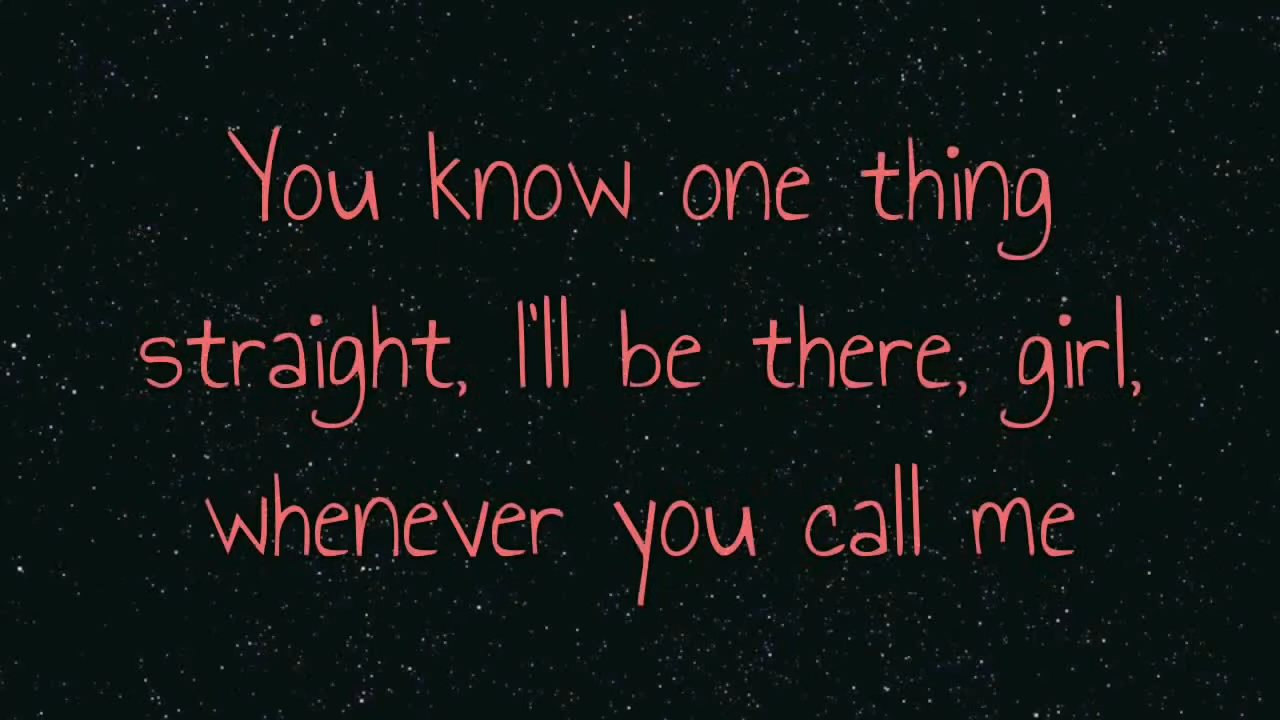 You know one thing
straight, I'll be there, girl,
whenever you call me